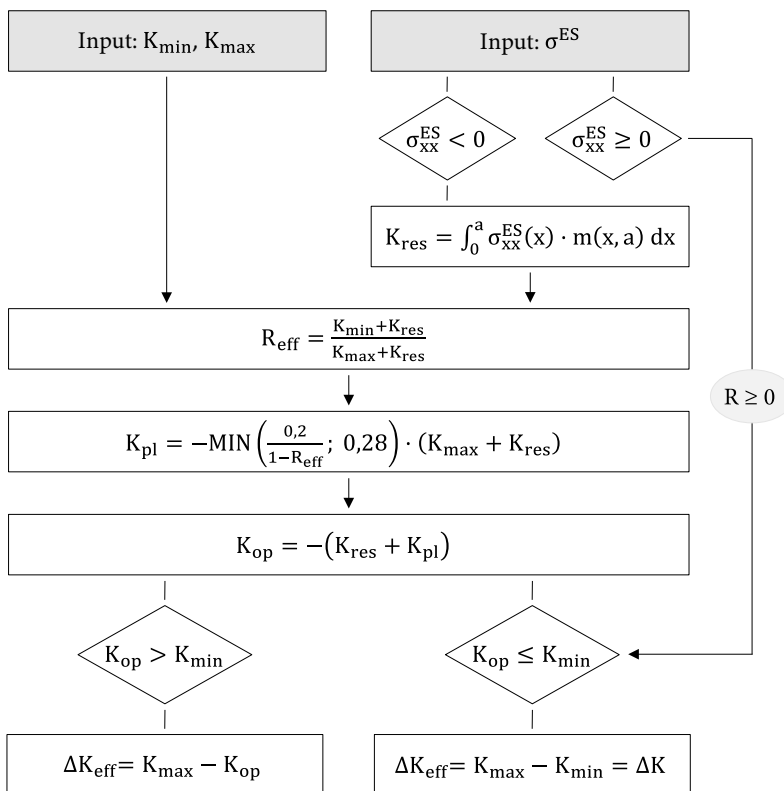 Input: K_min, K_max
Input: σ^ES
σ_xx^ES < 0
σ_xx^ES ≥ 0
K_res = ∫_0^a σ_xx^ES(x) · m(x, a) dx
R_eff = (K_min+K_res)/(K_max+K_res)
R ≥ 0
K_pl = −MIN (0,2/(1−R_eff) ; 0,28) · (K_max + K_res)
K_op = −(K_res + K_pl)
K_op > K_min
K_op ≤ K_min
ΔK_eff= K_max − K_op
ΔK_eff= K_max − K_min = ΔK